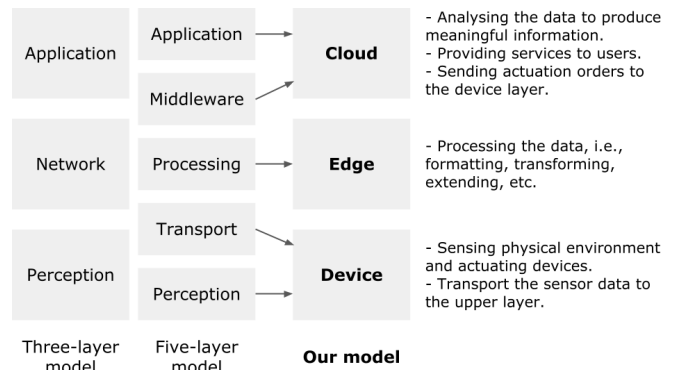 Application
Network
Perception
Three-layer
model
Application
Middleware
Processing
Transport
Perception
Five-layer
model
Cloud
Edge
Device
Our model
- Analysing the data to produce
meaningful information.
- Providing services to users.
- Sending actuation orders to
the device layer.
- Processing the data, i.e.,
formatting, transforming,
extending, etc.
- Sensing physical environment
and actuating devices.
- Transport the sensor data to
the upper layer.